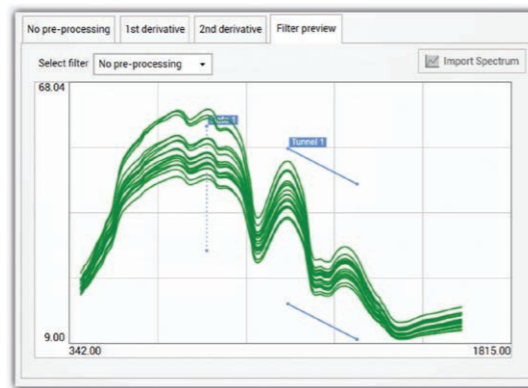 No pre-processing 1st derivative 2nd derivative Filter preview
Select filter No pre-processing Import Spectrum
68.04
Tunnel 1
9.00
342.00 1815.00